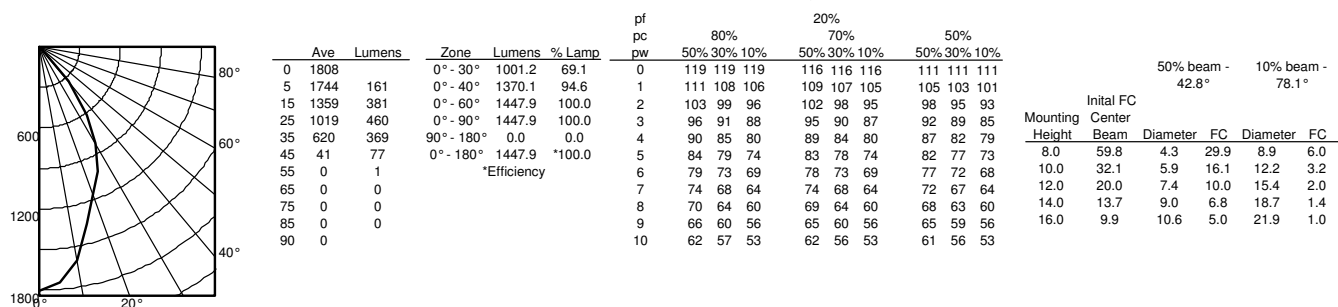 80°
600
60°
1200
40°
1800
0°
20°
Ave Lumens
0 1808
5 1744 161
15 1359 381
25 1019 460
35 620 369
45 41 77
55 0 1
65 0 0
75 0 0
85 0 0
90 0
Zone Lumens % Lamp
0°- 30° 1001.2 69.1
0°- 40° 1370.1 94.6
0°- 60° 1447.9 100.0
0°- 90° 1447.9 100.0
90°- 180° 0.0 0.0
0°- 180° 1447.9 *100.0
*Efficiency
pf 20%
pc 80% 70% 50%
pw 50% 30% 10% 50% 30% 10% 50% 30% 10%
0 119 119 119 116 116 116 111 111 111
1 111 108 106 109 107 105 105 103 101
2 103 99 96 102 98 95 98 95 93
3 96 91 88 95 90 87 92 89 85
4 90 85 80 89 84 80 87 82 79
5 84 79 74 83 78 74 82 77 73
6 79 73 69 78 73 69 77 72 68
7 74 68 64 74 68 64 72 67 64
8 70 64 60 69 64 60 68 63 60
9 66 60 56 65 60 56 65 59 56
10 62 57 53 62 56 53 61 56 53
50% beam - 10% beam -
42.8° 78.1°
Inital FC
Mounting Center
Height Beam Diameter FC Diameter FC
8.0 59.8 4.3 29.9 8.9 6.0
10.0 32.1 5.9 16.1 12.2 3.2
12.0 20.0 7.4 10.0 15.4 2.0
14.0 13.7 9.0 6.8 18.7 1.4
16.0 9.9 10.6 5.0 21.9 1.0